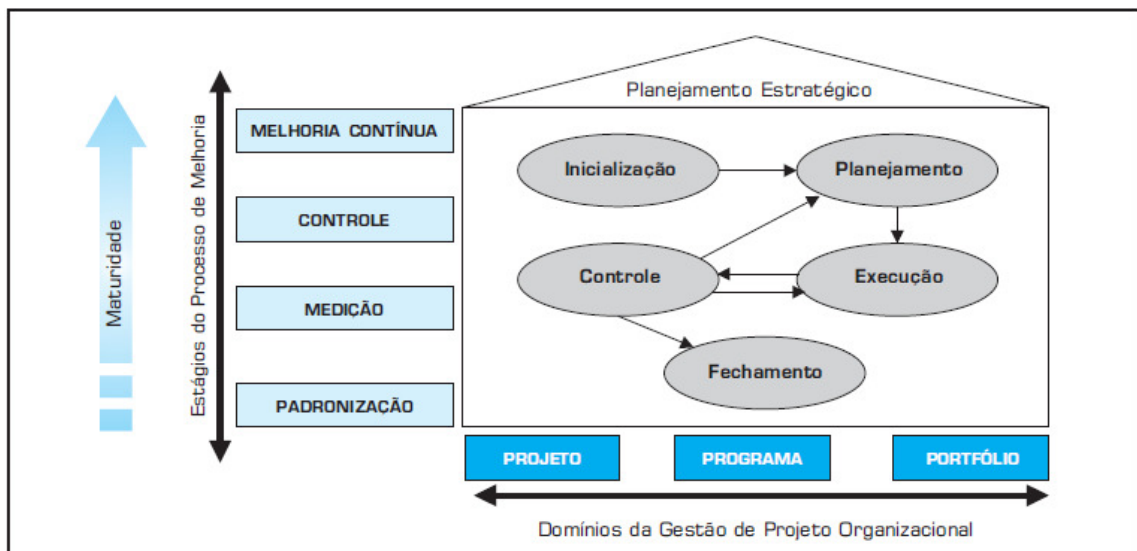 Planejamento Estratégico
MELHORIA CONTÍNUA
CONTROLE
MEDIÇÃO
PADRONIZAÇÃO
Maturidade
Estágios do Processo de Melhoria
Inicialização
Planejamento
Controle
Execução
Fechamento
PROJETO
PROGRAMA
PORTFÓLIO
Domínios da Gestão de Projeto Organizacional